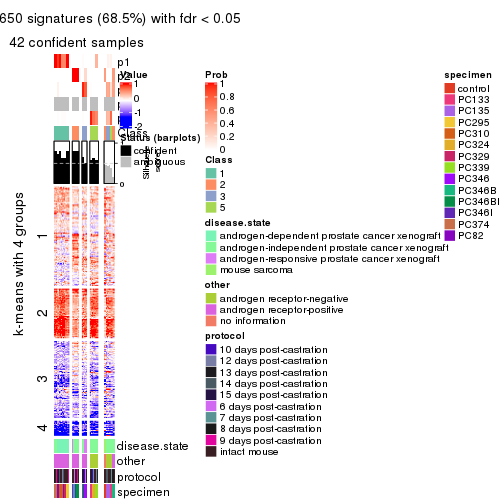 650 signatures (68.5%) with fdr < 0.05
42 confident samples
p1
p2
Class
k-means with 4 groups
1
2
3
4
disease.state
other
protocol
specimen
Value
1
0
-1
-2
Status (barplots)
confident
ambiguous
1
0
Prob
1
0.8
0.6
0.4
0.2
0
Class
1
2
3
5
disease.state
androgen-dependent prostate cancer xenograft
androgen-independent prostate cancer xenograft
androgen-responsive prostate cancer xenograft
mouse sarcoma
other
androgen receptor-negative
androgen receptor-positive
no information
protocol
10 days post-castration
12 days post-castration
13 days post-castration
14 days post-castration
15 days post-castration
6 days post-castration
7 days post-castration
8 days post-castration
9 days post-castration
intact mouse
specimen
control
PC133
PC135
PC295
PC310
PC324
PC329
PC339
PC346
PC346B
PC346BI
PC346I
PC374
PC82